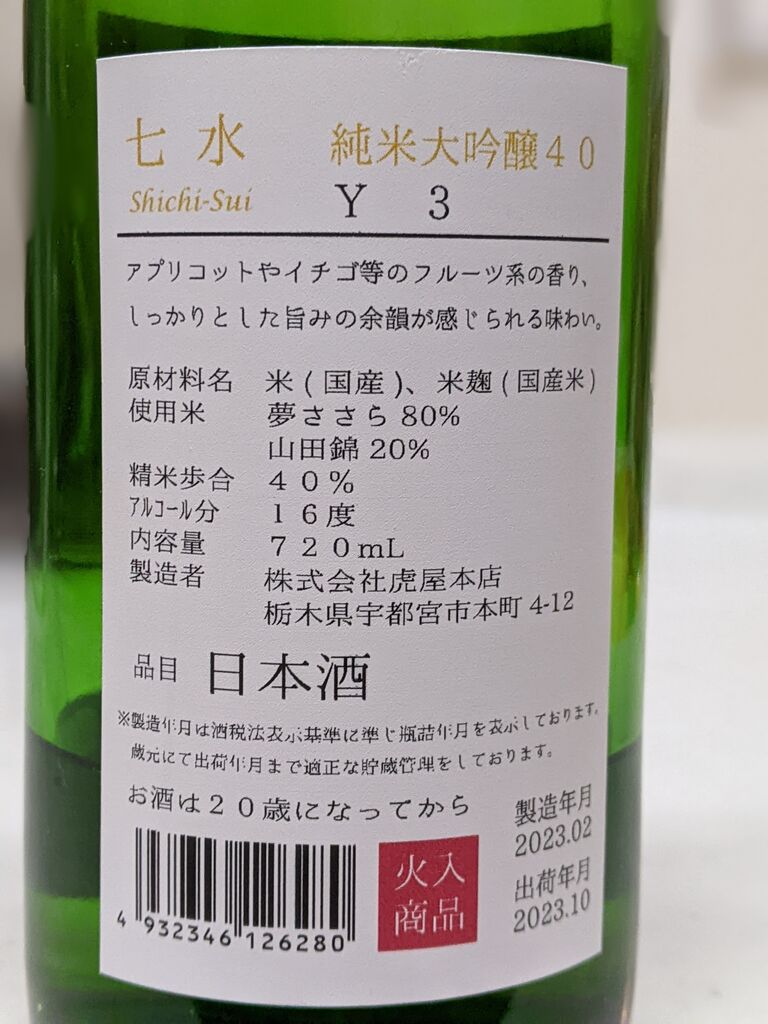 七水 純米大吟醸40
Shichi-Sui Y 3
アプリコットやイチゴ等のフルーツ系の香り、
しっかりとした旨みの余韻が感じられる味わい。
原材料名 米(国産)、米麹(国産米)
使用米 夢ささら80%
山田錦20%
精米歩合 40%
アルコール分 16度
内容量 720mL
製造者 株式会社虎屋本店
栃木県宇都宮市本町4-12
品目 日本酒
※製造年月は酒税法表示基準に準じ瓶詰年月を表示しております。
蔵元にて出荷年月まで適正な貯蔵管理をしております。
お酒は20歳になってから
製造年月
2023.02
出荷年月
2023.10
火入
商品
4 932346 126280